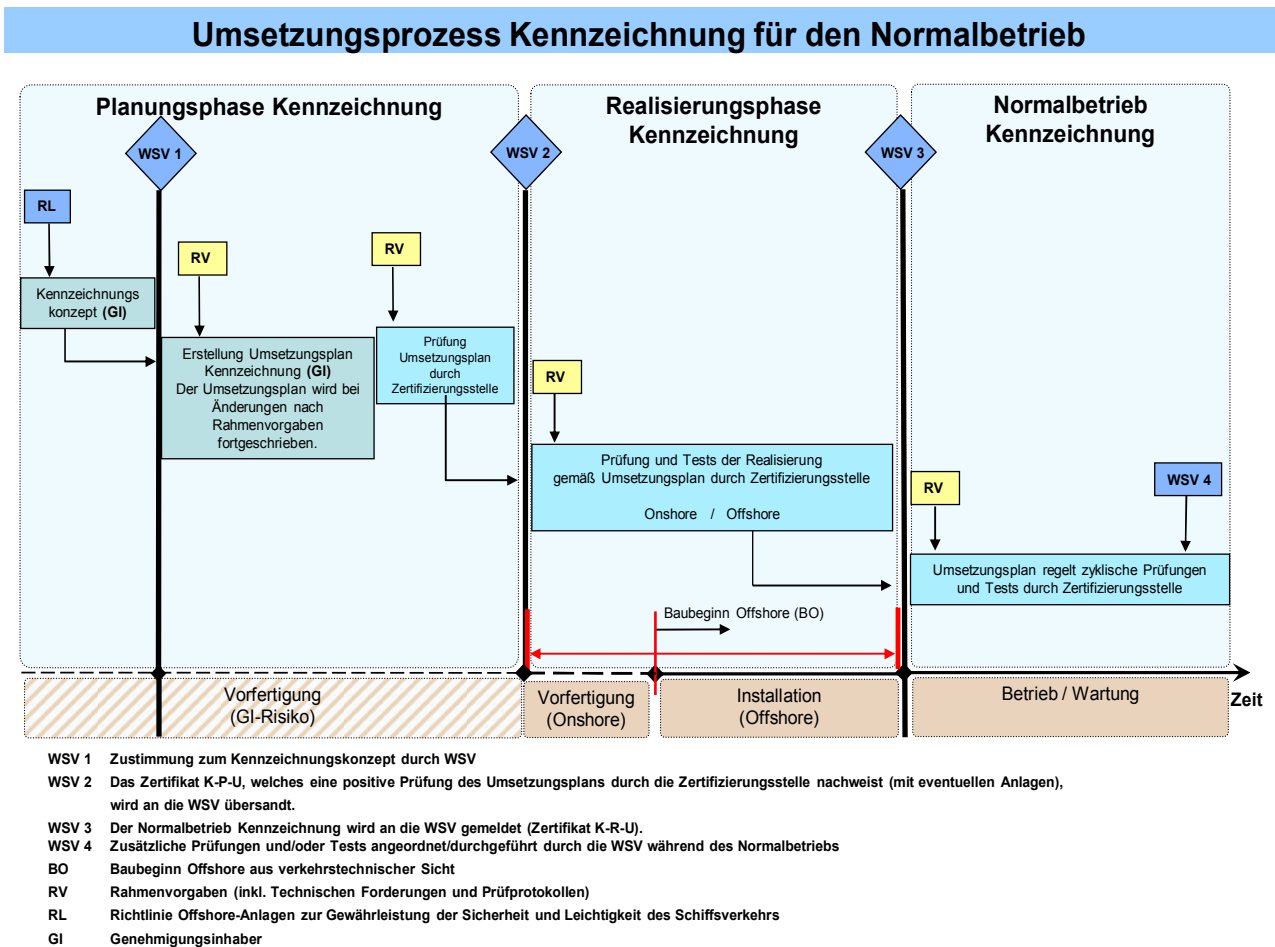 Umsetzungsprozess Kennzeichnung für den Normalbetrieb
Planungsphase Kennzeichnung
Realisierungsphase
Kennzeichnung
Normalbetrieb
Kennzeichnung
WSV 1
WSV 2
WSV 3
RL
RV
RV
Kennzeichnungs
konzept (GI)
Erstellung Umsetzungsplan
Kennzeichnung (GI)
Der Umsetzungsplan wird bei
Änderungen nach
Rahmenvorgaben
fortgeschrieben.
Prüfung
Umsetzungsplan
durch
Zertifizierungsstelle
RV
Prüfung und Tests der Realisierung
gemäß Umsetzungsplan durch Zertifizierungsstelle
Onshore / Offshore
RV
WSV 4
Umsetzungsplan regelt zyklische Prüfungen
und Tests durch Zertifizierungsstelle
Baubeginn Offshore (BO)
Vorfertigung
(GI-Risiko)
Vorfertigung
(Onshore)
Installation
(Offshore)
Betrieb / Wartung
Zeit
WSV 1 Zustimmung zum Kennzeichnungskonzept durch WSV
WSV 2 Das Zertifikat K-P-U, welches eine positive Prüfung des Umsetzungsplans durch die Zertifizierungsstelle nachweist (mit eventuellen Anlagen),
wird an die WSV übersandt.
WSV 3 Der Normalbetrieb Kennzeichnung wird an die WSV gemeldet (Zertifikat K-R-U).
WSV 4 Zusätzliche Prüfungen und/oder Tests angeordnet/durchgeführt durch die WSV während des Normalbetriebs
BO Baubeginn Offshore aus verkehrstechnischer Sicht
RV Rahmenvorgaben (inkl. Technischen Forderungen und Prüfprotokollen)
RL Richtlinie Offshore-Anlagen zur Gewährleistung der Sicherheit und Leichtigkeit des Schiffsverkehrs
GI Genehmigungsinhaber